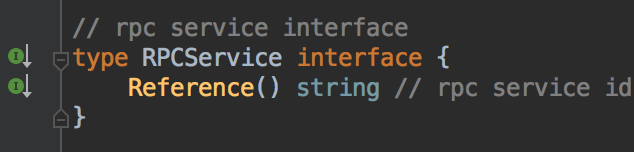 // rpc service interface
type RPCService interface {
    Reference() string // rpc service id
}